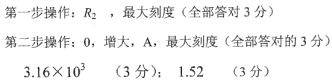 第一步操作：R₂ ，最大刻度（全部答对 3 分）
第二步操作：0，增大，A，最大刻度（全部答对的 3 分）
3.16×10³ （3 分）； 1.52 （3 分）